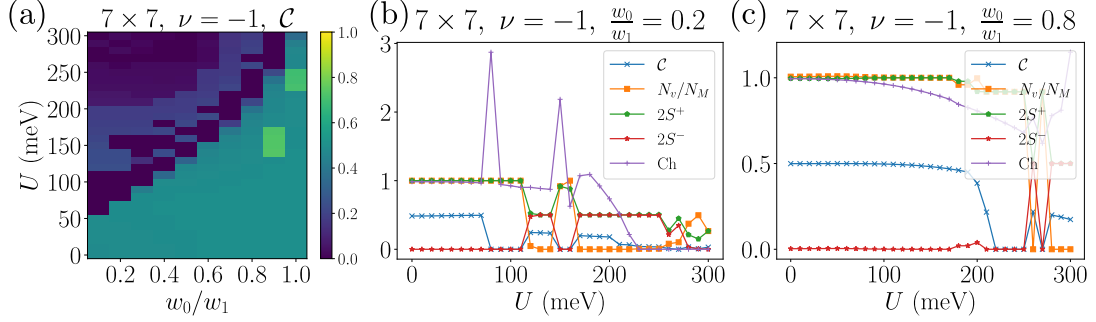 (a) 7 × 7, ν = −1, 𝒞
U (meV)
300
250
200
150
100
50
0
0.2 0.4 0.6 0.8 1.0
w₀/w₁
1.0
0.8
0.6
0.4
0.2
0.0
(b) 7 × 7, ν = −1, w₀/w₁ = 0.2
3
2
1
0
𝒞
N_v/N_M
2S⁺
2S⁻
Ch
0 100 200 300
U (meV)
(c) 7 × 7, ν = −1, w₀/w₁ = 0.8
1.0
0.5
0.0
𝒞
N_v/N_M
2S⁺
2S⁻
Ch
0 100 200 300
U (meV)